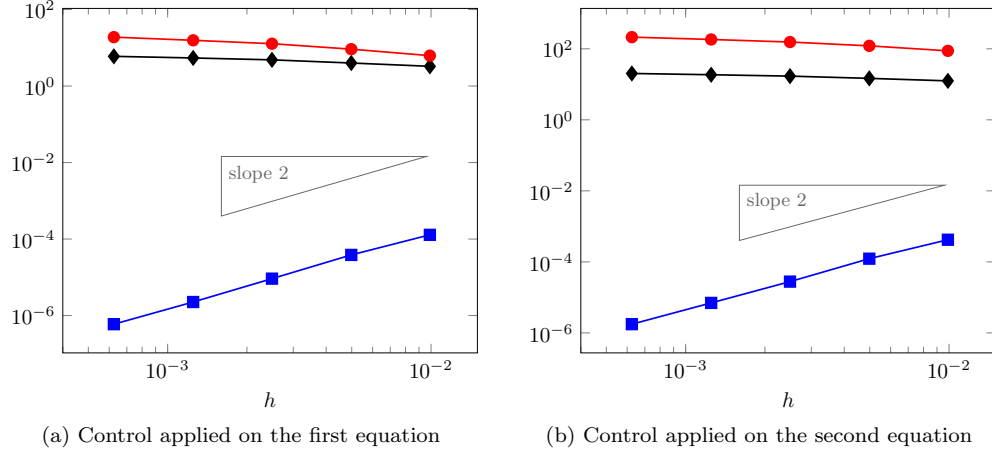 10^2
10^0
10^−2
10^−4
10^−6
slope 2
10^−3
10^−2
h
(a) Control applied on the first equation
10^2
10^0
10^−2
10^−4
10^−6
slope 2
10^−3
10^−2
h
(b) Control applied on the second equation